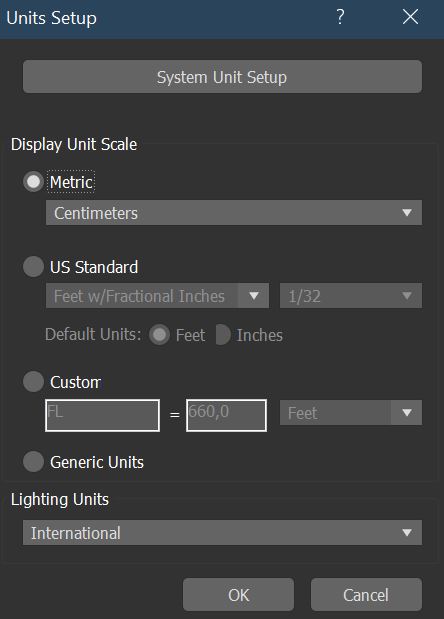 Units Setup ?
System Unit Setup
Display Unit Scale
Metric
Centimeters
US Standard
Feet w/Fractional Inches 1/32
Default Units: Feet Inches
Custom
FL = 660,0 Feet
Generic Units
Lighting Units
International
OK Cancel